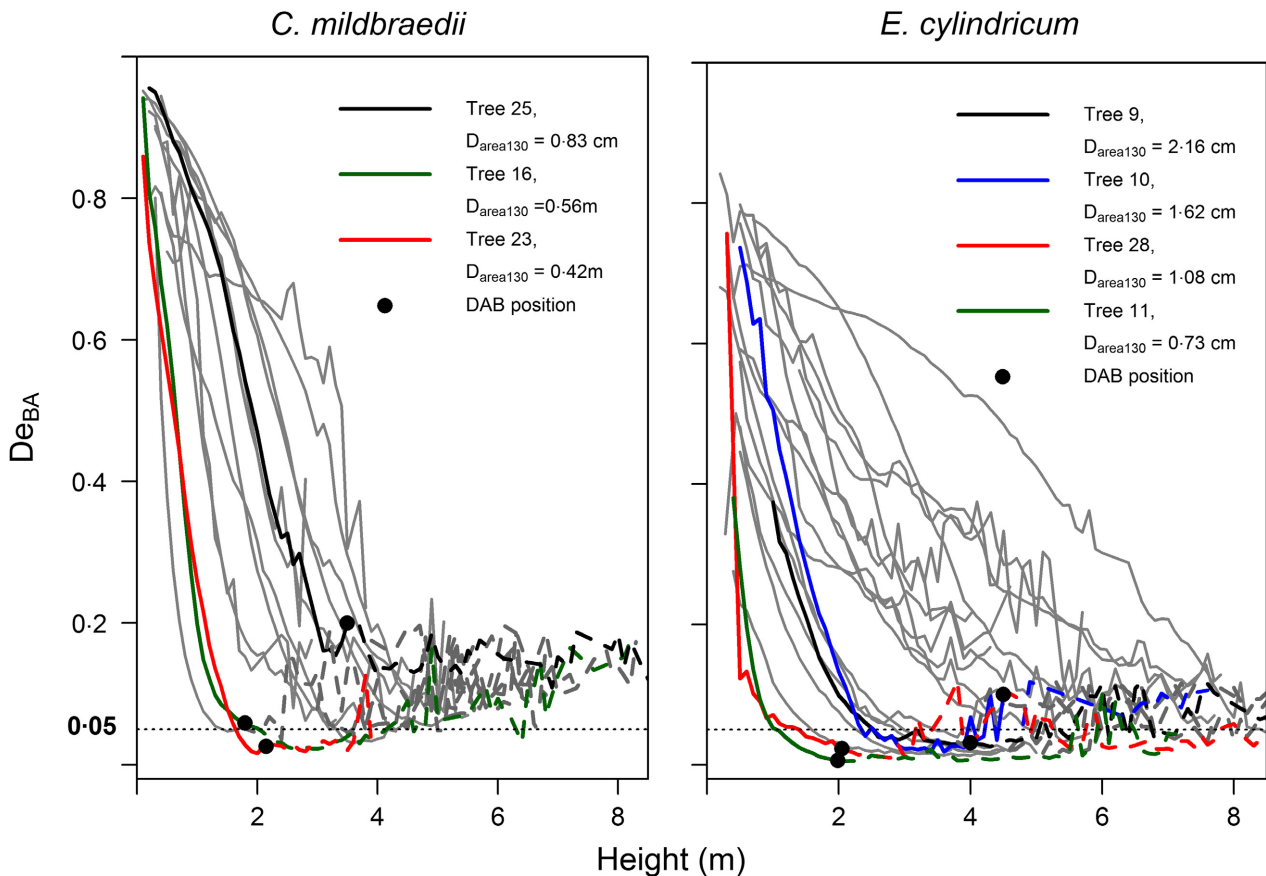 C. mildbraedii
E. cylindricum
Tree 25,
Darea130 = 0·83 cm
Tree 16,
Darea130 =0·56m
Tree 23,
Darea130 = 0·42m
DAB position
Tree 9,
Darea130 = 2·16 cm
Tree 10,
Darea130 = 1·62 cm
Tree 28,
Darea130 = 1·08 cm
Tree 11,
Darea130 = 0·73 cm
DAB position
DeBA
0·8
0·6
0·4
0·2
0·05
2 4 6 8
2 4 6 8
Height (m)